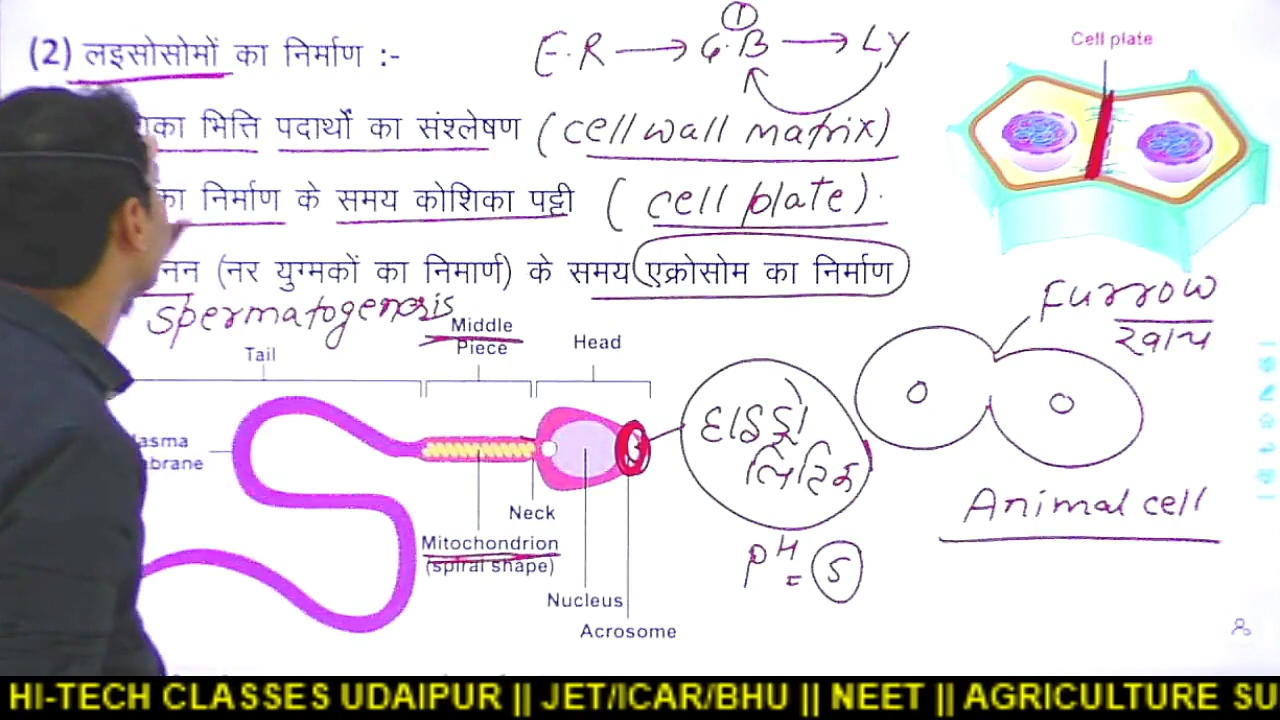 (2) लइसोसोमों का निर्माण :- E.R → G.B → Ly
①
Cell plate
भित्ति पदार्थों का संश्लेषण (cell wall matrix)
निर्माण के समय कोशिका पट्टी (cell plate).
(नर युग्मकों का निमार्ण) के समय एक्रोसोम का निर्माण
spermatogenesis
Furrow
खाच
Tail
Middle
Piece
Head
हाइड्रो
लिटिक
Neck
Mitochondrion
(spiral shape)
Nucleus
Acrosome
pH = 5
Animal cell
HI-TECH CLASSES UDAIPUR || JET/ICAR/BHU || NEET || AGRICULTURE SU